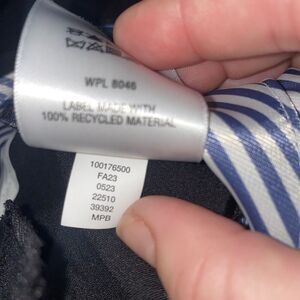 WPL 8046
LABEL MADE WITH
100% RECYCLED MATERIAL
100176500
FA23
0523
22510
39392
MPB